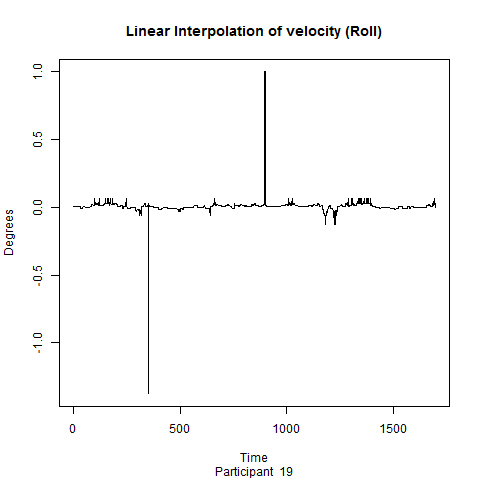 Linear Interpolation of velocity (Roll)
1.0
0.5
0.0
-0.5
-1.0
Degrees
0 500 1000 1500
Time
Participant 19